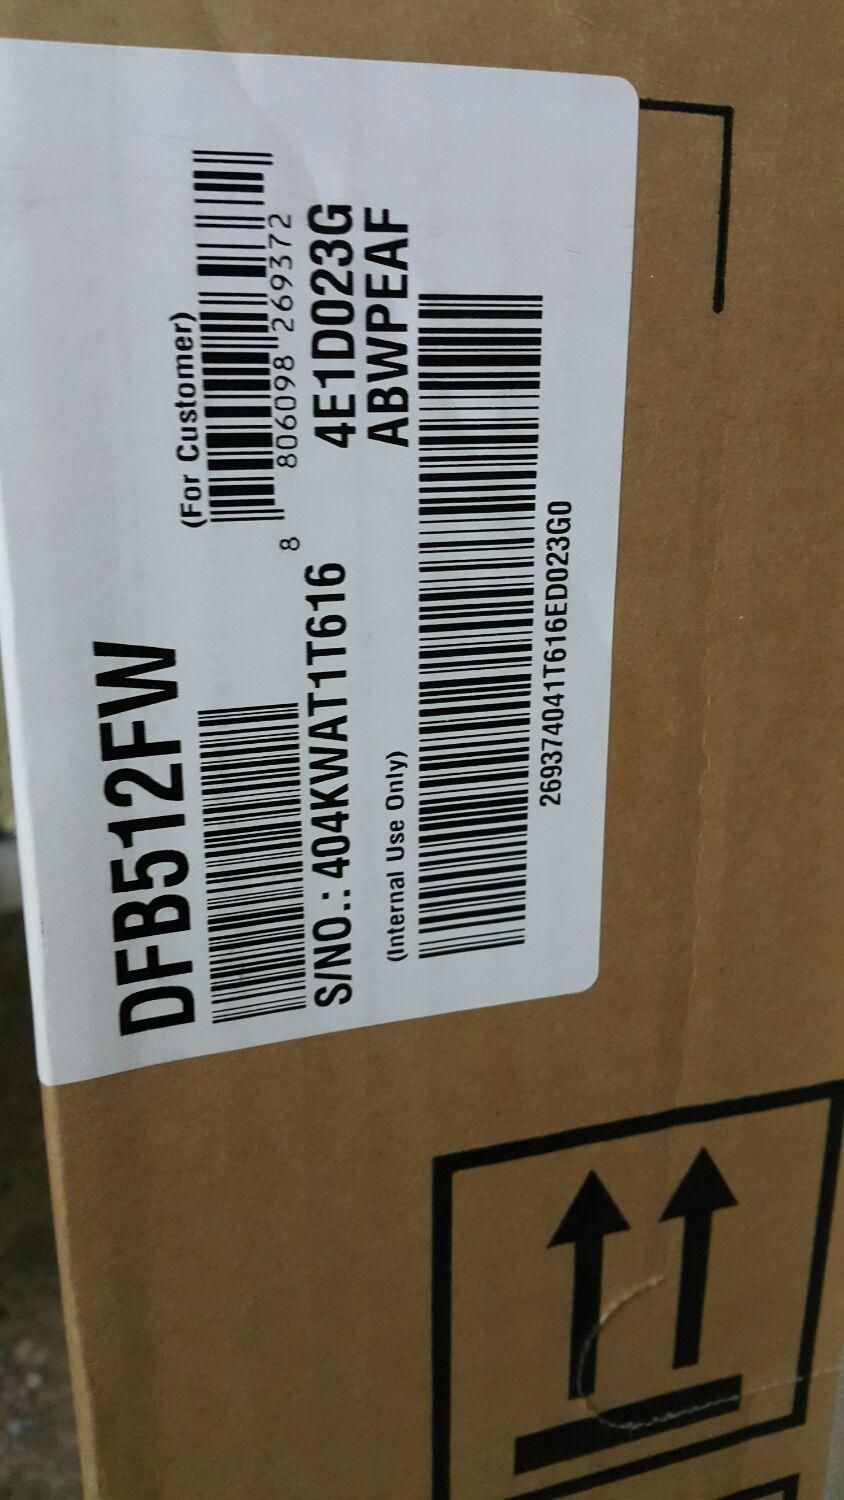 DFB512FW
(For Customer)
8 806098 269372
S/NO.: 404KWAT1T616
4E1D023G
ABWPEAF
(Internal Use Only)
269374041T616ED023G0